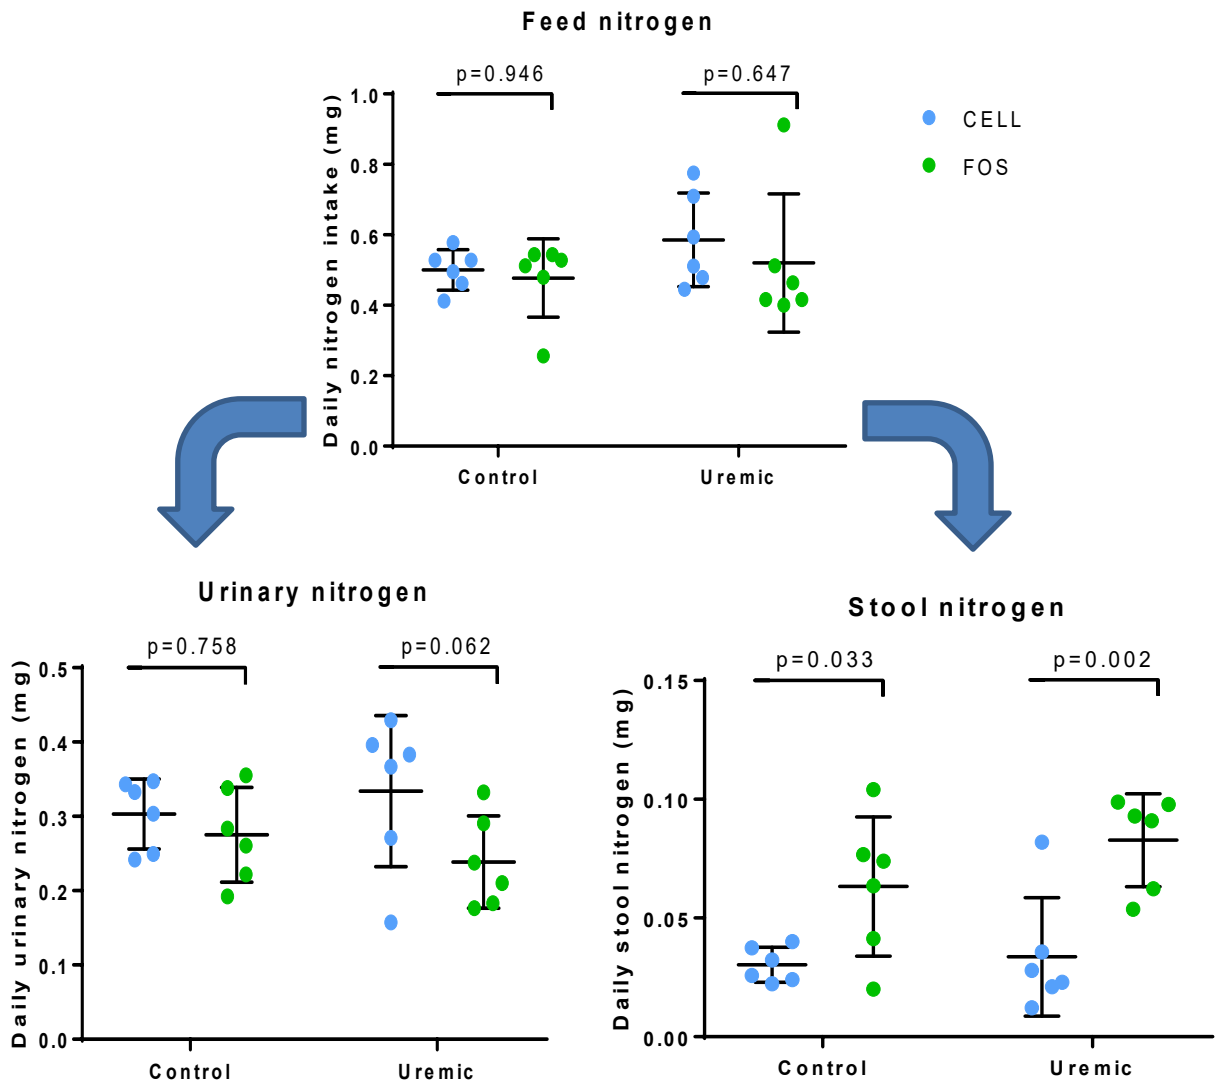 Feed nitrogen
p=0.946
p=0.647
CELL
FOS
Daily nitrogen intake (mg)
1.0
0.8
0.6
0.4
0.2
0.0
Control
Uremic
Urinary nitrogen
p=0.758
p=0.062
Daily urinary nitrogen (mg)
0.5
0.4
0.3
0.2
0.1
0.0
Control
Uremic
Stool nitrogen
p=0.033
p=0.002
Daily stool nitrogen (mg)
0.15
0.10
0.05
0.00
Control
Uremic